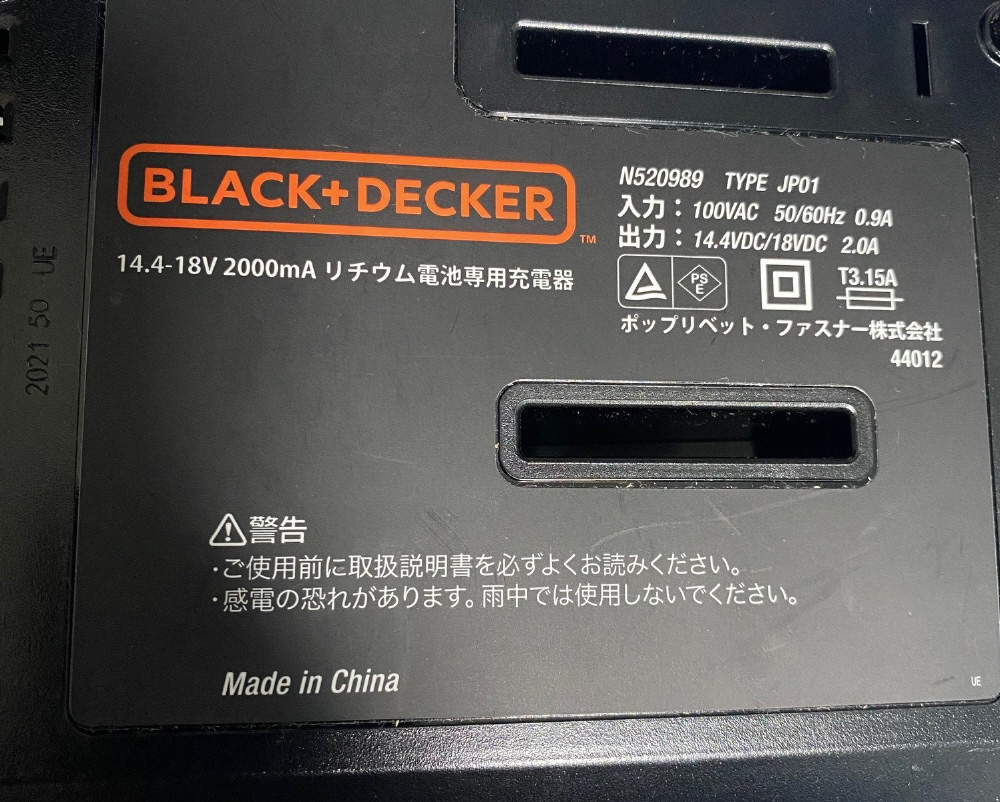 BLACK+DECKER
TM
14.4-18V 2000mA リチウム電池専用充電器
N520989 TYPE JP01
入力：100VAC 50/60Hz 0.9A
出力：14.4VDC/18VDC 2.0A
PS
E
T3.15A
ポップリベット・ファスナー株式会社
44012
2021 50 UE
警告
・ご使用前に取扱説明書を必ずよくお読みください。
・感電の恐れがあります。雨中では使用しないでください。
Made in China
UE